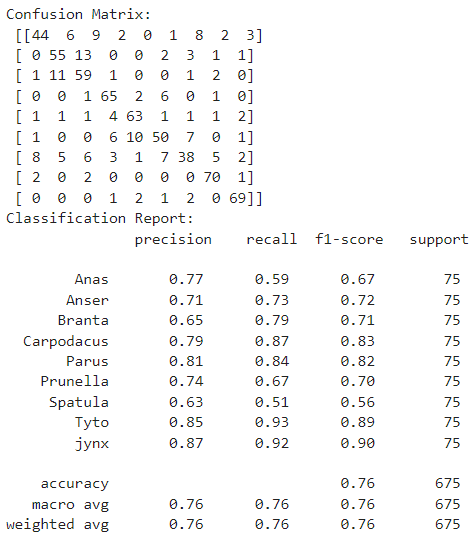 Confusion Matrix:
[[44 6 9 2 0 1 8 2 3]
[ 0 55 13 0 0 2 3 1 1]
[ 1 11 59 1 0 0 1 2 0]
[ 0 0 1 65 2 6 0 1 0]
[ 1 1 1 4 63 1 1 1 2]
[ 1 0 0 6 10 50 7 0 1]
[ 8 5 6 3 1 7 38 5 2]
[ 2 0 2 0 0 0 0 70 1]
[ 0 0 0 1 2 1 2 0 69]]
Classification Report:
precision recall f1-score support
Anas 0.77 0.59 0.67 75
Anser 0.71 0.73 0.72 75
Branta 0.65 0.79 0.71 75
Carpodacus 0.79 0.87 0.83 75
Parus 0.81 0.84 0.82 75
Prunella 0.74 0.67 0.70 75
Spatula 0.63 0.51 0.56 75
Tyto 0.85 0.93 0.89 75
jynx 0.87 0.92 0.90 75
accuracy 0.76 675
macro avg 0.76 0.76 0.76 675
weighted avg 0.76 0.76 0.76 675